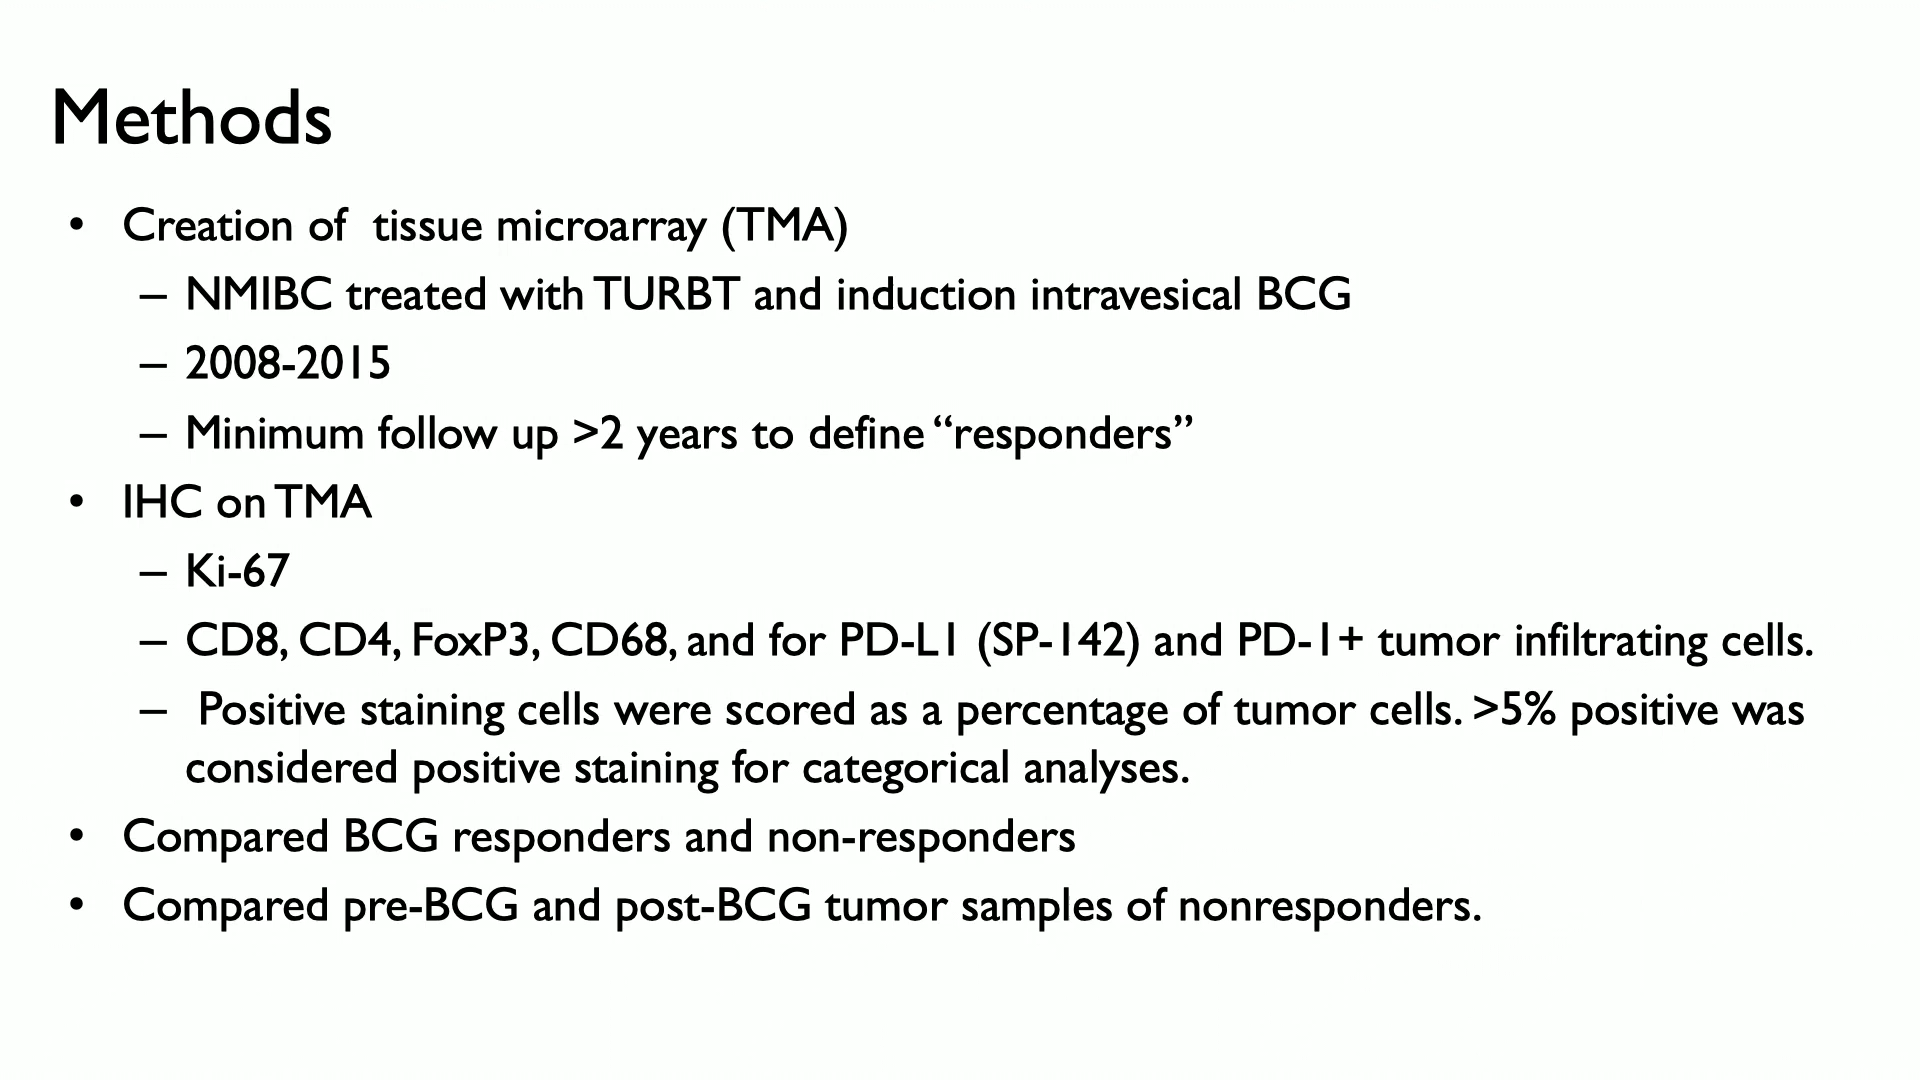 Methods
• Creation of  tissue microarray (TMA)
– NMIBC treated with TURBT and induction intravesical BCG
– 2008-2015
– Minimum follow up >2 years to define “responders”
• IHC on TMA
– Ki-67
– CD8, CD4, FoxP3, CD68, and for PD-L1 (SP-142) and PD-1+ tumor infiltrating cells.
– Positive staining cells were scored as a percentage of tumor cells. >5% positive was
considered positive staining for categorical analyses.
• Compared BCG responders and non-responders
• Compared pre-BCG and post-BCG tumor samples of nonresponders.